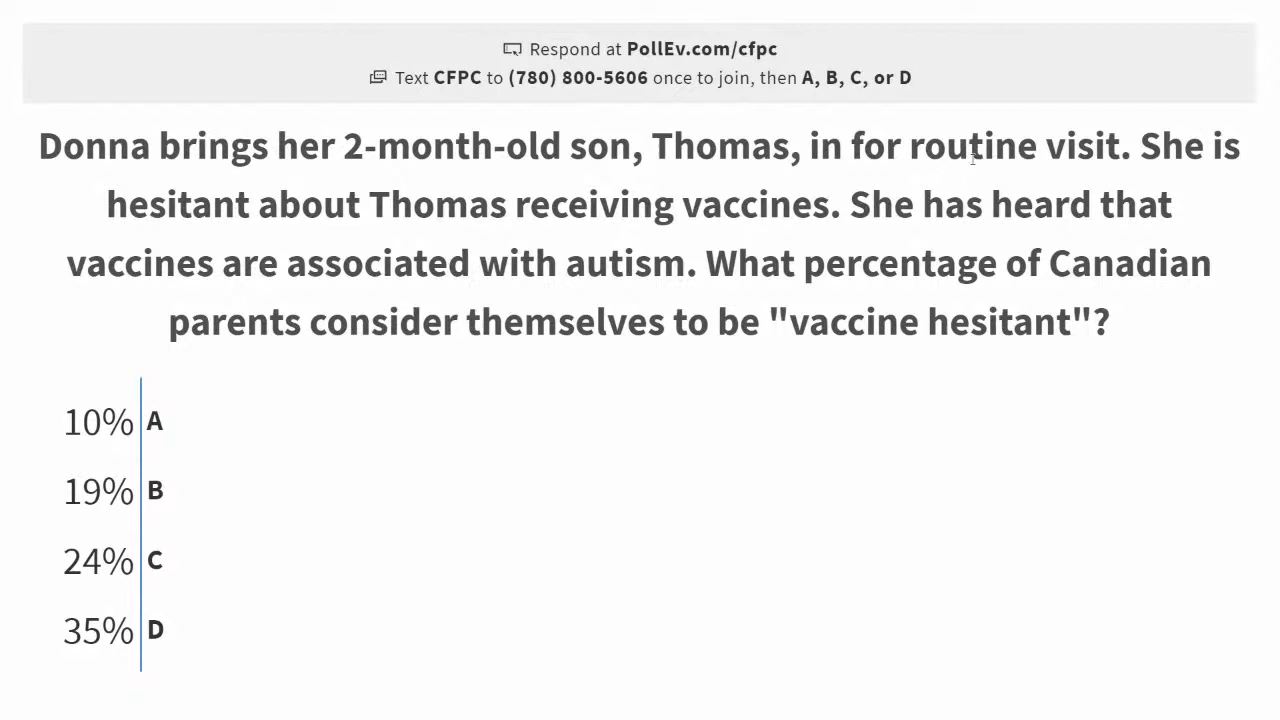 Respond at PollEv.com/cfpc
Text CFPC to (780) 800-5606 once to join, then A, B, C, or D
Donna brings her 2-month-old son, Thomas, in for routine visit. She is
hesitant about Thomas receiving vaccines. She has heard that
vaccines are associated with autism. What percentage of Canadian
parents consider themselves to be "vaccine hesitant"?
10% A
19% B
24% C
35% D